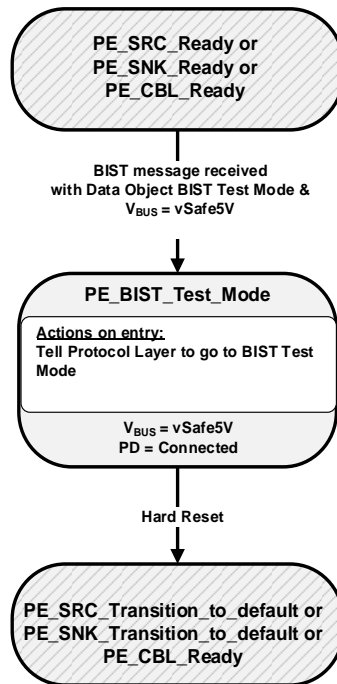 PE_SRC_Ready or
PE_SNK_Ready or
PE_CBL_Ready
BIST message received
with Data Object BIST Test Mode &
VBUS = vSafe5V
PE_BIST_Test_Mode
Actions on entry:
Tell Protocol Layer to go to BIST Test
Mode
VBUS = vSafe5V
PD = Connected
Hard Reset
PE_SRC_Transition_to_default or
PE_SNK_Transition_to_default or
PE_CBL_Ready